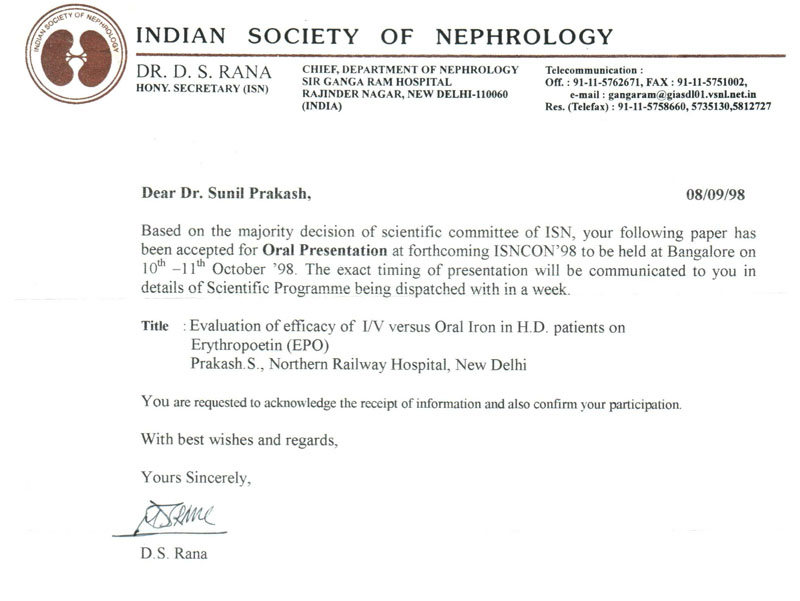 INDIAN SOCIETY OF NEPHROLOGY
INDIAN SOCIETY OF NEPHROLOGY
DR. D. S. RANA
HONY. SECRETARY (ISN)
CHIEF, DEPARTMENT OF NEPHROLOGY
SIR GANGA RAM HOSPITAL
RAJINDER NAGAR, NEW DELHI-110060
(INDIA)
Telecommunication :
Off. : 91-11-5762671, FAX : 91-11-5751002,
e-mail : gangaram@giasdl01.vsnl.net.in
Res. (Telefax) : 91-11-5758660, 5735130,5812727
Dear Dr. Sunil Prakash, 08/09/98
Based on the majority decision of scientific committee of ISN, your following paper has
been accepted for Oral Presentation at forthcoming ISNCON'98 to be held at Bangalore on
10th –11th October '98. The exact timing of presentation will be communicated to you in
details of Scientific Programme being dispatched with in a week.
Title : Evaluation of efficacy of I/V versus Oral Iron in H.D. patients on
Erythropoetin (EPO)
Prakash.S., Northern Railway Hospital, New Delhi
You are requested to acknowledge the receipt of information and also confirm your participation.
With best wishes and regards,
Yours Sincerely,
D.S. Rana